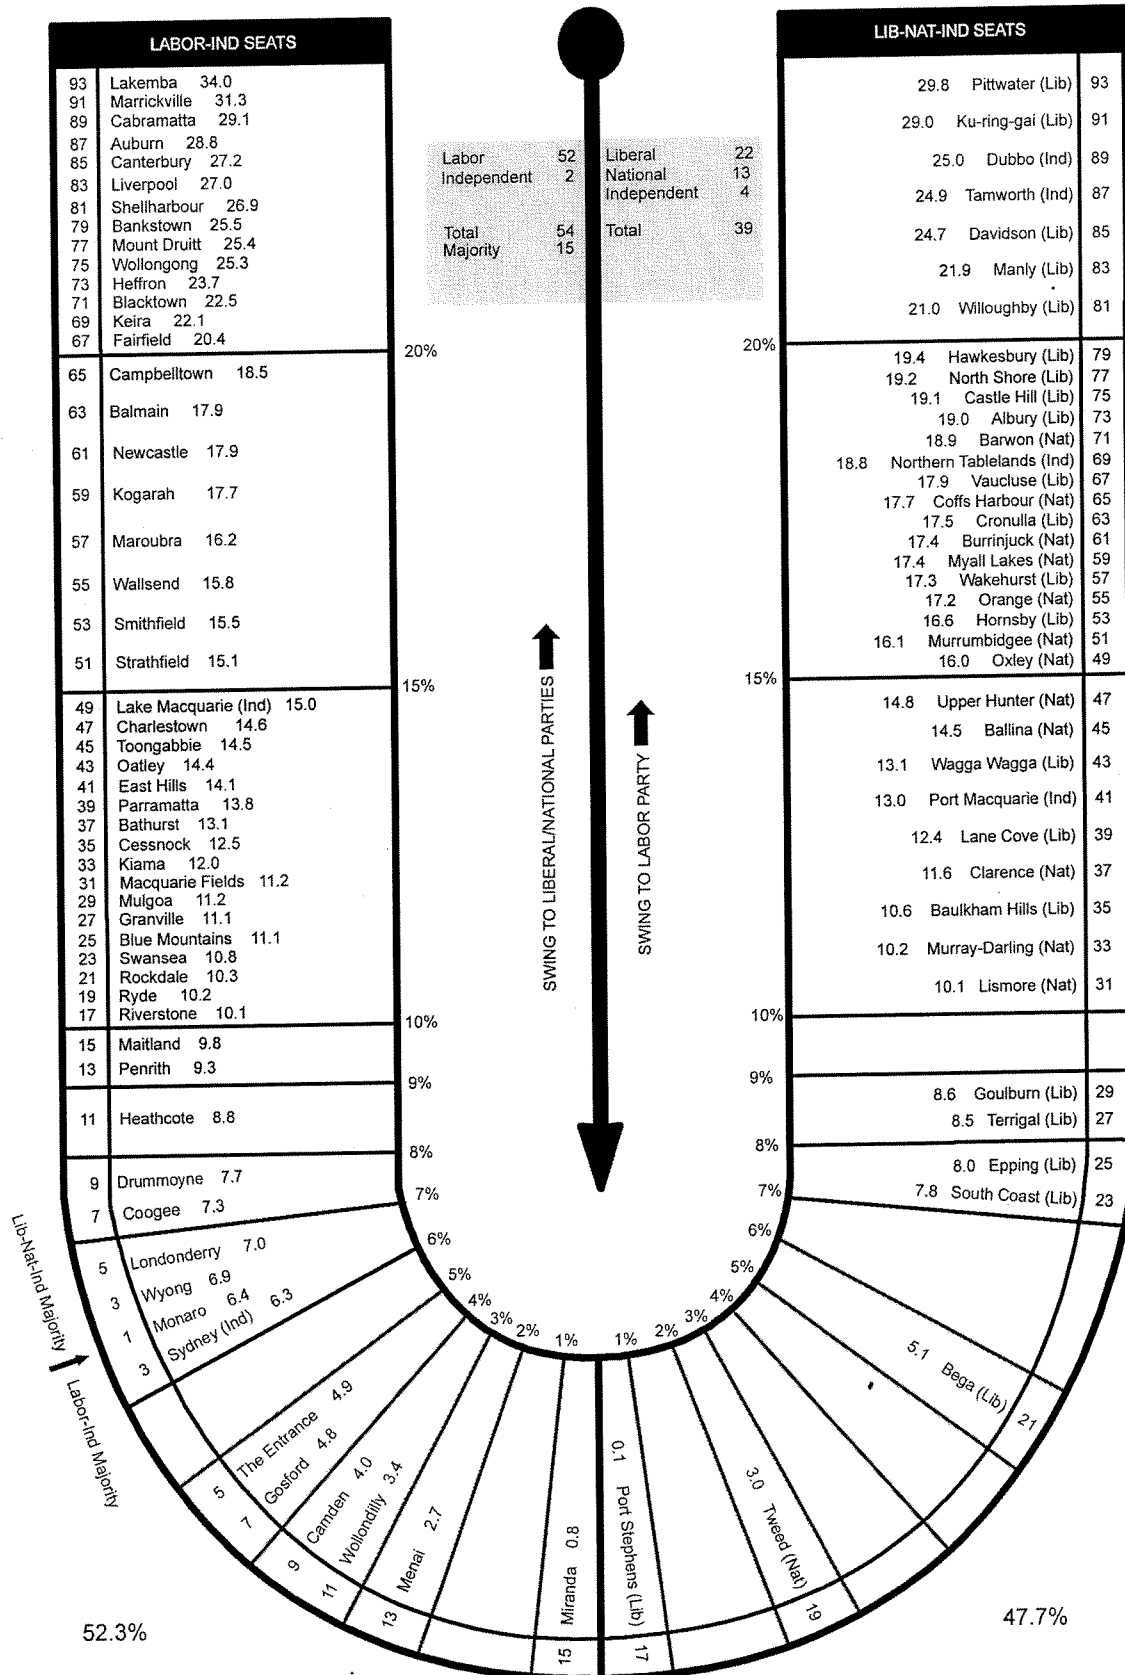 LABOR-IND SEATS
93 Lakemba 34.0
91 Marrickville 31.3
89 Cabramatta 29.1
87 Auburn 28.8
85 Canterbury 27.2
83 Liverpool 27.0
81 Shellharbour 26.9
79 Bankstown 25.5
77 Mount Druitt 25.4
75 Wollongong 25.3
73 Heffron 23.7
71 Blacktown 22.5
69 Keira 22.1
67 Fairfield 20.4
65 Campbelltown 18.5
63 Balmain 17.9
61 Newcastle 17.9
59 Kogarah 17.7
57 Maroubra 16.2
55 Wallsend 15.8
53 Smithfield 15.5
51 Strathfield 15.1
49 Lake Macquarie (Ind) 15.0
47 Charlestown 14.6
45 Toongabbie 14.5
43 Oatley 14.4
41 East Hills 14.1
39 Parramatta 13.8
37 Bathurst 13.1
35 Cessnock 12.5
33 Kiama 12.0
31 Macquarie Fields 11.2
29 Mulgoa 11.2
27 Granville 11.1
25 Blue Mountains 11.1
23 Swansea 10.8
21 Rockdale 10.3
19 Ryde 10.2
17 Riverstone 10.1
15 Maitland 9.8
13 Penrith 9.3
11 Heathcote 8.8
9 Drummoyne 7.7
7 Coogee 7.3
5 Londonderry 7.0
3 Wyong 6.9
1 Monaro 6.4
3 Sydney (Ind) 6.3
5 The Entrance 4.9
7 Gosford 4.8
9 Camden 4.0
11 Wollondilly 3.4
13 Menai 2.7
15 Miranda 0.8
Lib-Nat-Ind Majority
Labor-Ind Majority
52.3%
20%
15%
10%
9%
8%
7%
6%
5%
4%
3%
2%
1%
Labor 52 Liberal 22
Independent 2 National 13
Independent 4
Total 54 Total 39
Majority 15
SWING TO LIBERAL/NATIONAL PARTIES
SWING TO LABOR PARTY
LIB-NAT-IND SEATS
29.8 Pittwater (Lib) 93
29.0 Ku-ring-gai (Lib) 91
25.0 Dubbo (Ind) 89
24.9 Tamworth (Ind) 87
24.7 Davidson (Lib) 85
21.9 Manly (Lib) 83
21.0 Willoughby (Lib) 81
19.4 Hawkesbury (Lib) 79
19.2 North Shore (Lib) 77
19.1 Castle Hill (Lib) 75
19.0 Albury (Lib) 73
18.9 Barwon (Nat) 71
18.8 Northern Tablelands (Ind) 69
17.9 Vaucluse (Lib) 67
17.7 Coffs Harbour (Nat) 65
17.5 Cronulla (Lib) 63
17.4 Burrinjuck (Nat) 61
17.4 Myall Lakes (Nat) 59
17.3 Wakehurst (Lib) 57
17.2 Orange (Nat) 55
16.6 Hornsby (Lib) 53
16.1 Murrumbidgee (Nat) 51
16.0 Oxley (Nat) 49
14.8 Upper Hunter (Nat) 47
14.5 Ballina (Nat) 45
13.1 Wagga Wagga (Lib) 43
13.0 Port Macquarie (Ind) 41
12.4 Lane Cove (Lib) 39
11.6 Clarence (Nat) 37
10.6 Baulkham Hills (Lib) 35
10.2 Murray-Darling (Nat) 33
10.1 Lismore (Nat) 31
8.6 Goulburn (Lib) 29
8.5 Terrigal (Lib) 27
8.0 Epping (Lib) 25
7.8 South Coast (Lib) 23
5.1 Bega (Lib) 21
3.0 Tweed (Nat) 19
0.1 Port Stephens (Lib) 17
20%
15%
10%
9%
8%
7%
6%
5%
4%
3%
2%
1%
47.7%